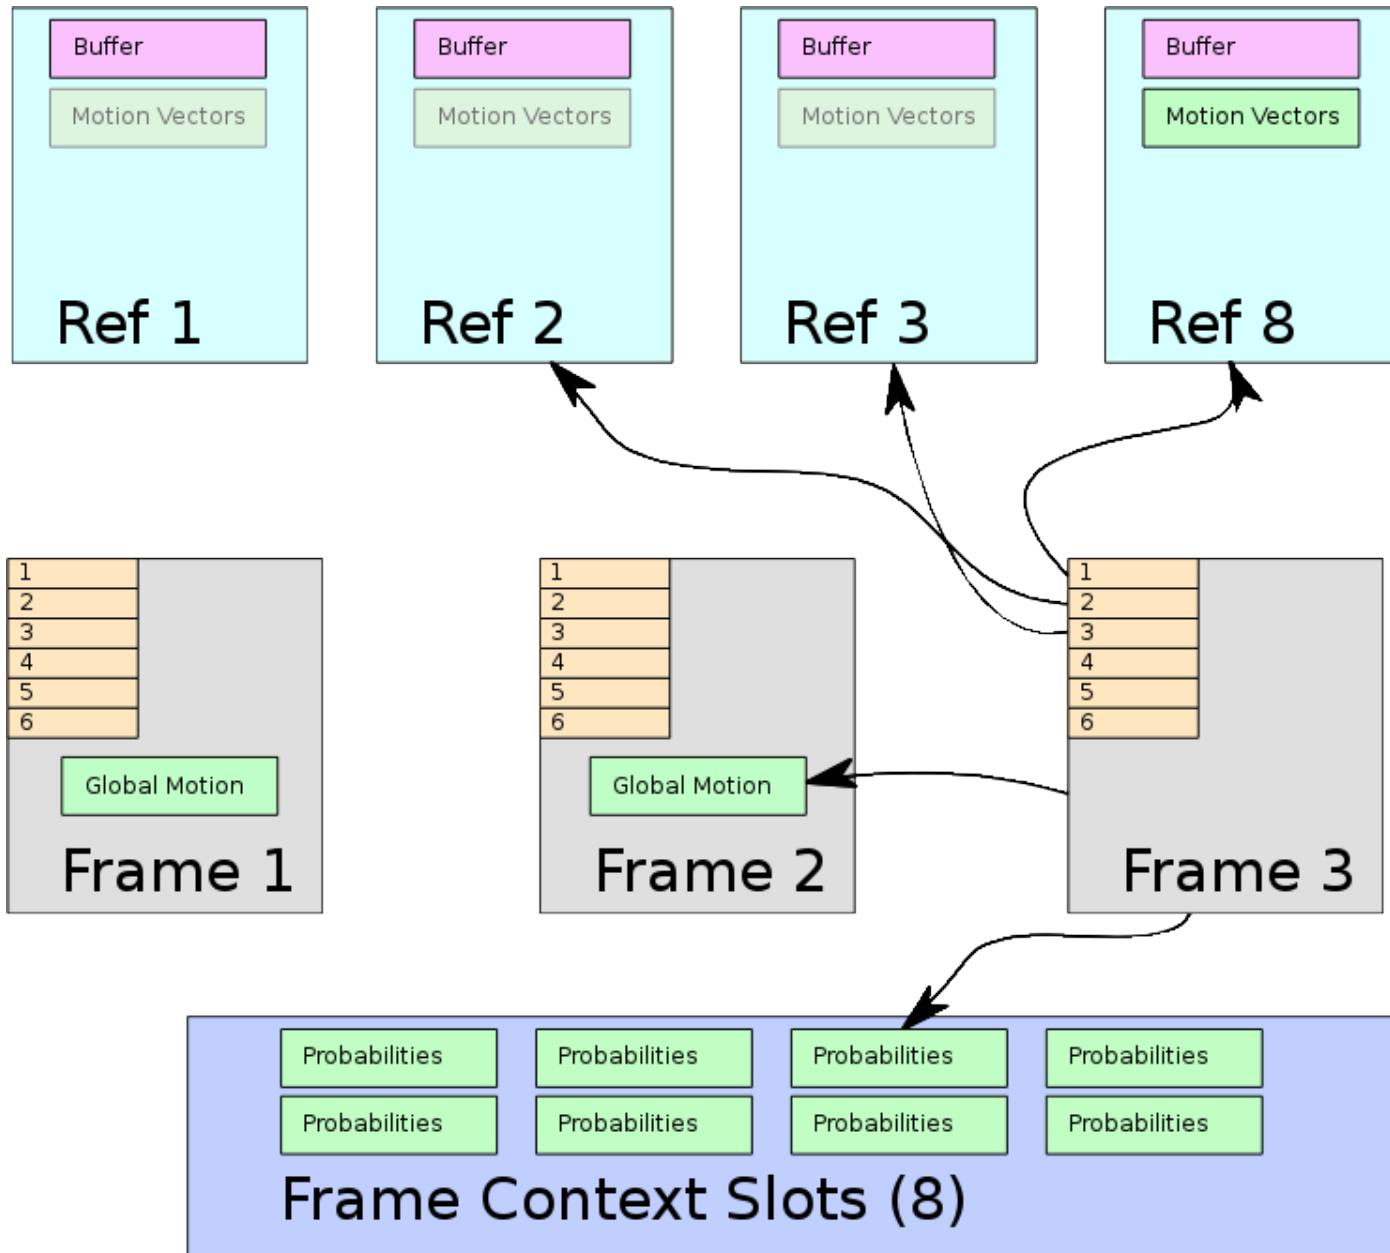 Buffer
Motion Vectors
Ref 1
Buffer
Motion Vectors
Ref 2
Buffer
Motion Vectors
Ref 3
Buffer
Motion Vectors
Ref 8
1
2
3
4
5
6
Global Motion
Frame 1
1
2
3
4
5
6
Global Motion
Frame 2
1
2
3
4
5
6
Frame 3
Probabilities
Probabilities
Probabilities
Probabilities
Probabilities
Probabilities
Probabilities
Probabilities
Frame Context Slots (8)